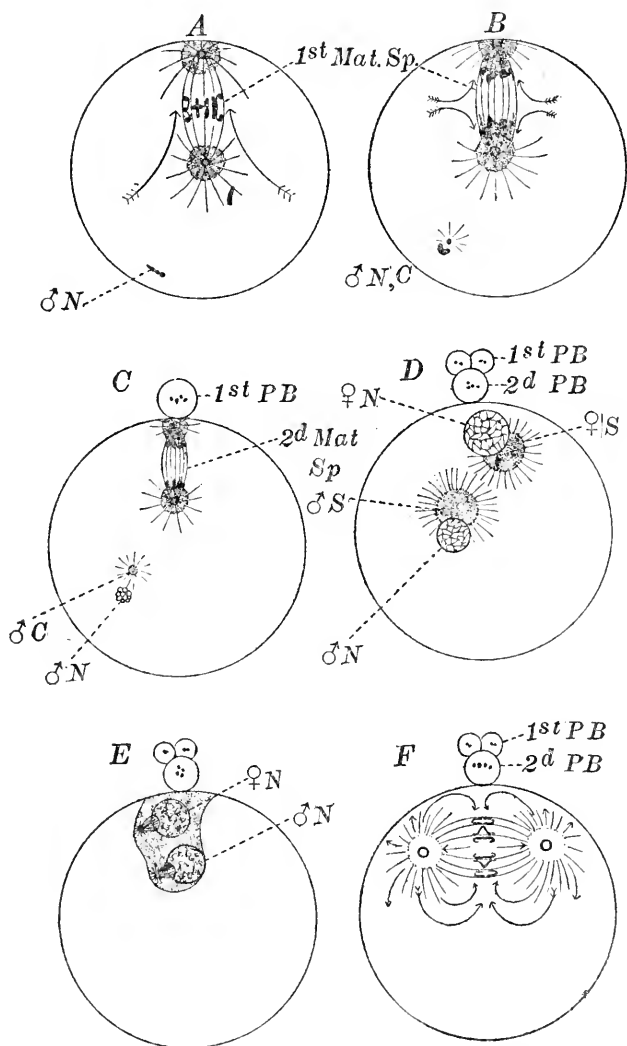 A
B
1st Mat. Sp.
♂N
♂N,C
C
1st PB
2d Mat
Sp
♂C
♂N
D
1st PB
2d PB
♀N
♀S
♂S
♂N
E
♀N
♂N
F
1st PB
2d PB